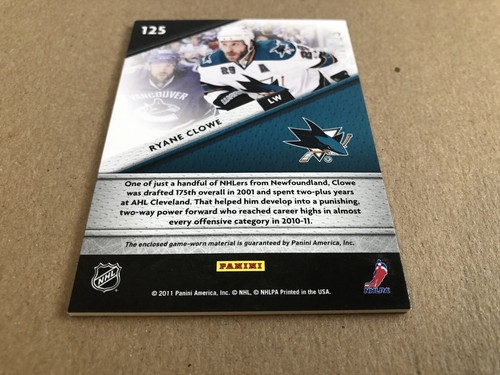 125
VANCOUVER
29
A
29
RYANE CLOWE
LW
One of just a handful of NHLers from Newfoundland, Clowe
was drafted 175th overall in 2001 and spent two-plus years
at AHL Cleveland. That helped him develop into a punishing,
two-way power forward who reached career highs in almost
every offensive category in 2010-11.
The enclosed game-worn material is guaranteed by Panini America, Inc.
PANINI
NHL
NHLPA
© 2011 Panini America, Inc. © NHL, © NHLPA Printed in the USA.